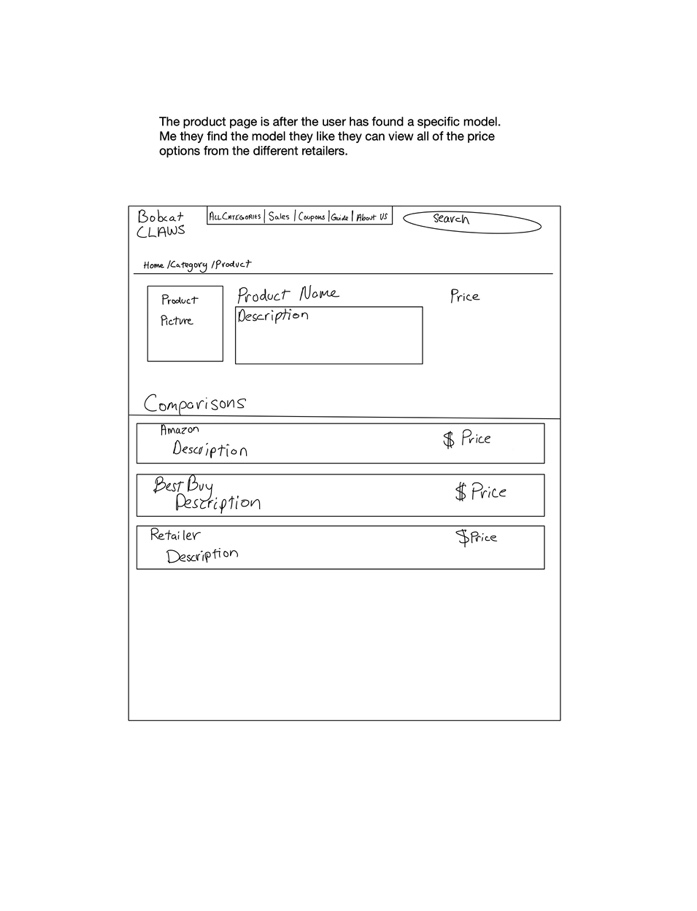 The product page is after the user has found a specific model.
Me they find the model they like they can view all of the price
options from the different retailers.
Bobcat
CLAWS
ALL CATEGORIES | Sales | Coupons | Guide | About US
Search
Home /Category /Product
Product
Picture
Product Name
Price
Description
Comparisons
Amazon
Description
$ Price
Best Buy
Description
$ Price
Retailer
Description
$ Price